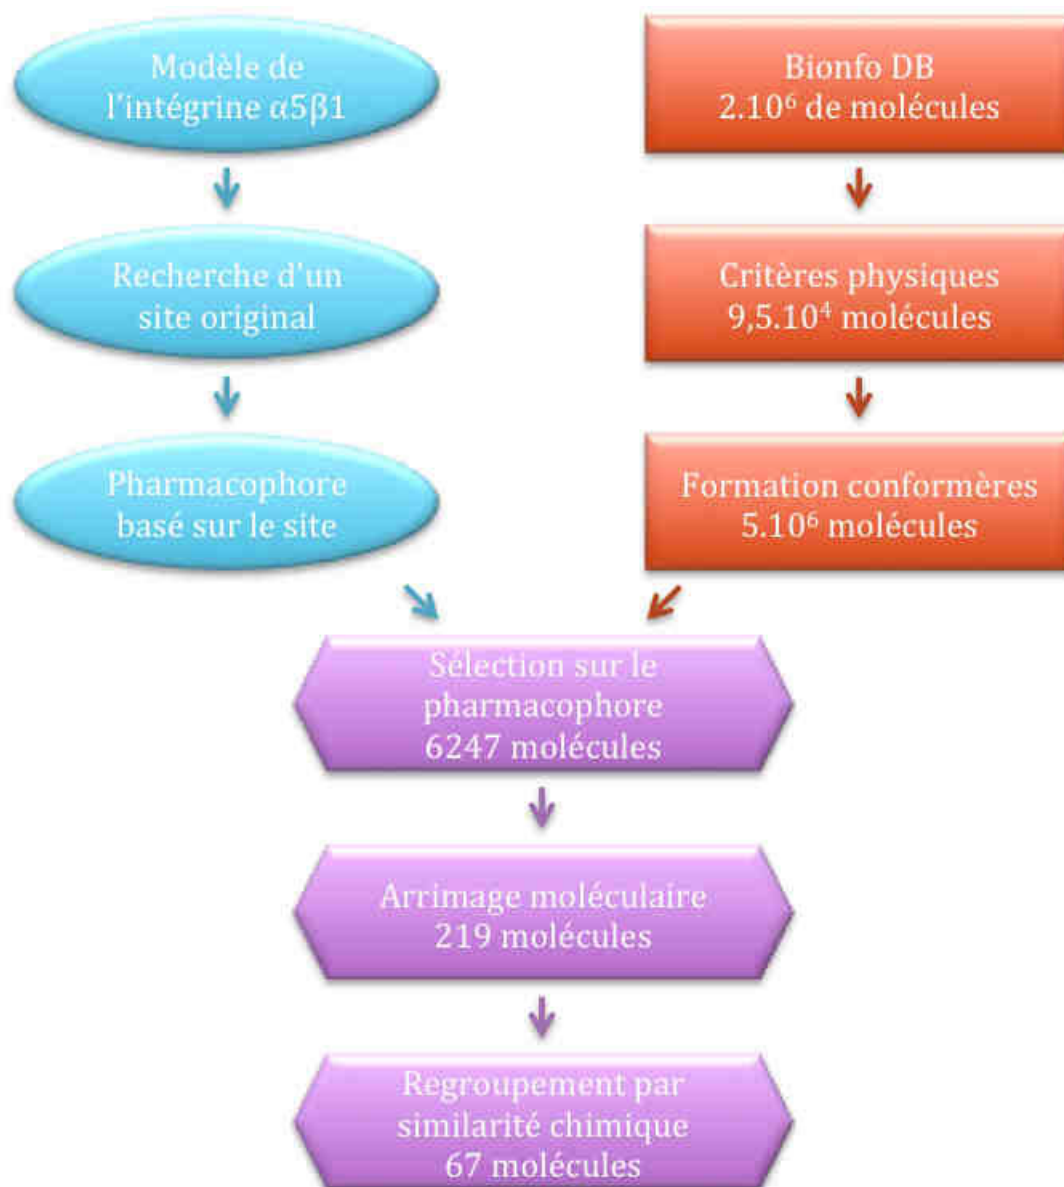 Modèle de
l'intégrine α5β1
Recherche d'un
site original
Pharmacophore
basé sur le site
Bionfo DB
2.10⁶ de molécules
Critères physiques
9,5.10⁴ molécules
Formation conformères
5.10⁶ molécules
Sélection sur le
pharmacophore
6247 molécules
Arrimage moléculaire
219 molécules
Regroupement par
similarité chimique
67 molécules